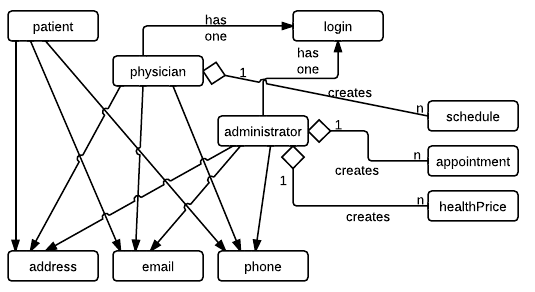 patient
has
one
login
physician
has
one
1
creates
n
schedule
administrator
1
n
appointment
creates
1
n
healthPrice
creates
address
email
phone